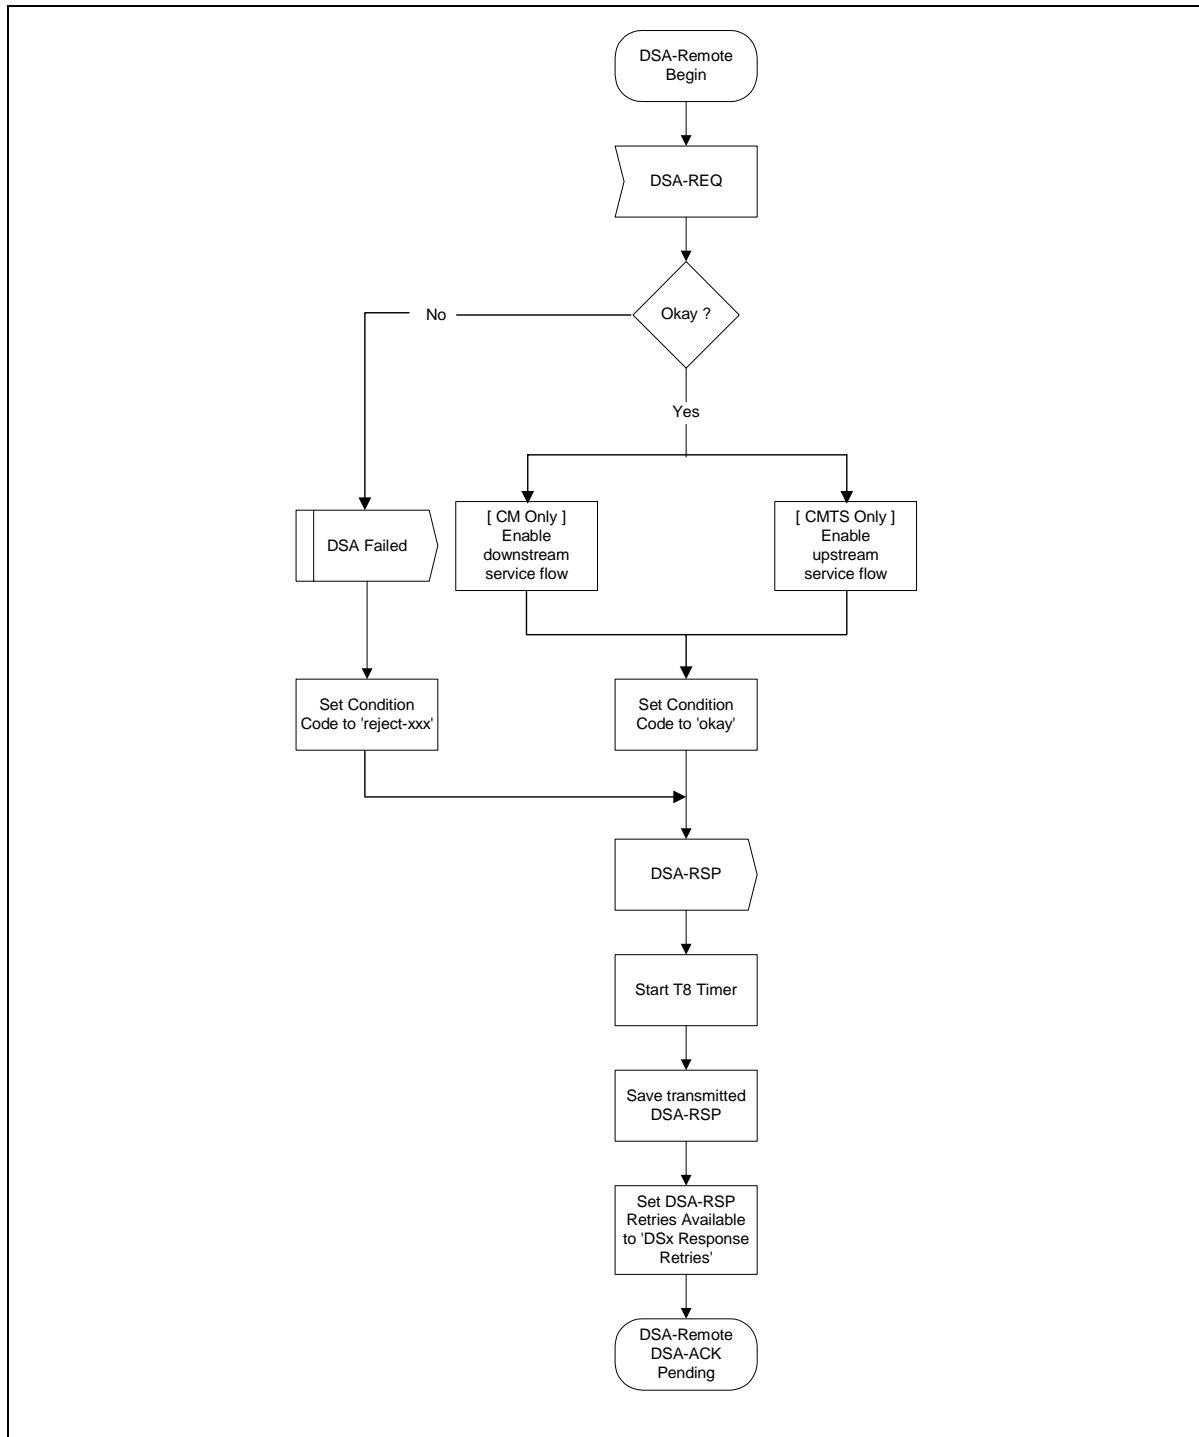 DSA-Remote
Begin
DSA-REQ
Okay ?
No
Yes
DSA Failed
[ CM Only ]
Enable
downstream
service flow
[ CMTS Only ]
Enable
upstream
service flow
Set Condition
Code to 'reject-xxx'
Set Condition
Code to 'okay'
DSA-RSP
Start T8 Timer
Save transmitted
DSA-RSP
Set DSA-RSP
Retries Available
to 'DSx Response
Retries'
DSA-Remote
DSA-ACK
Pending